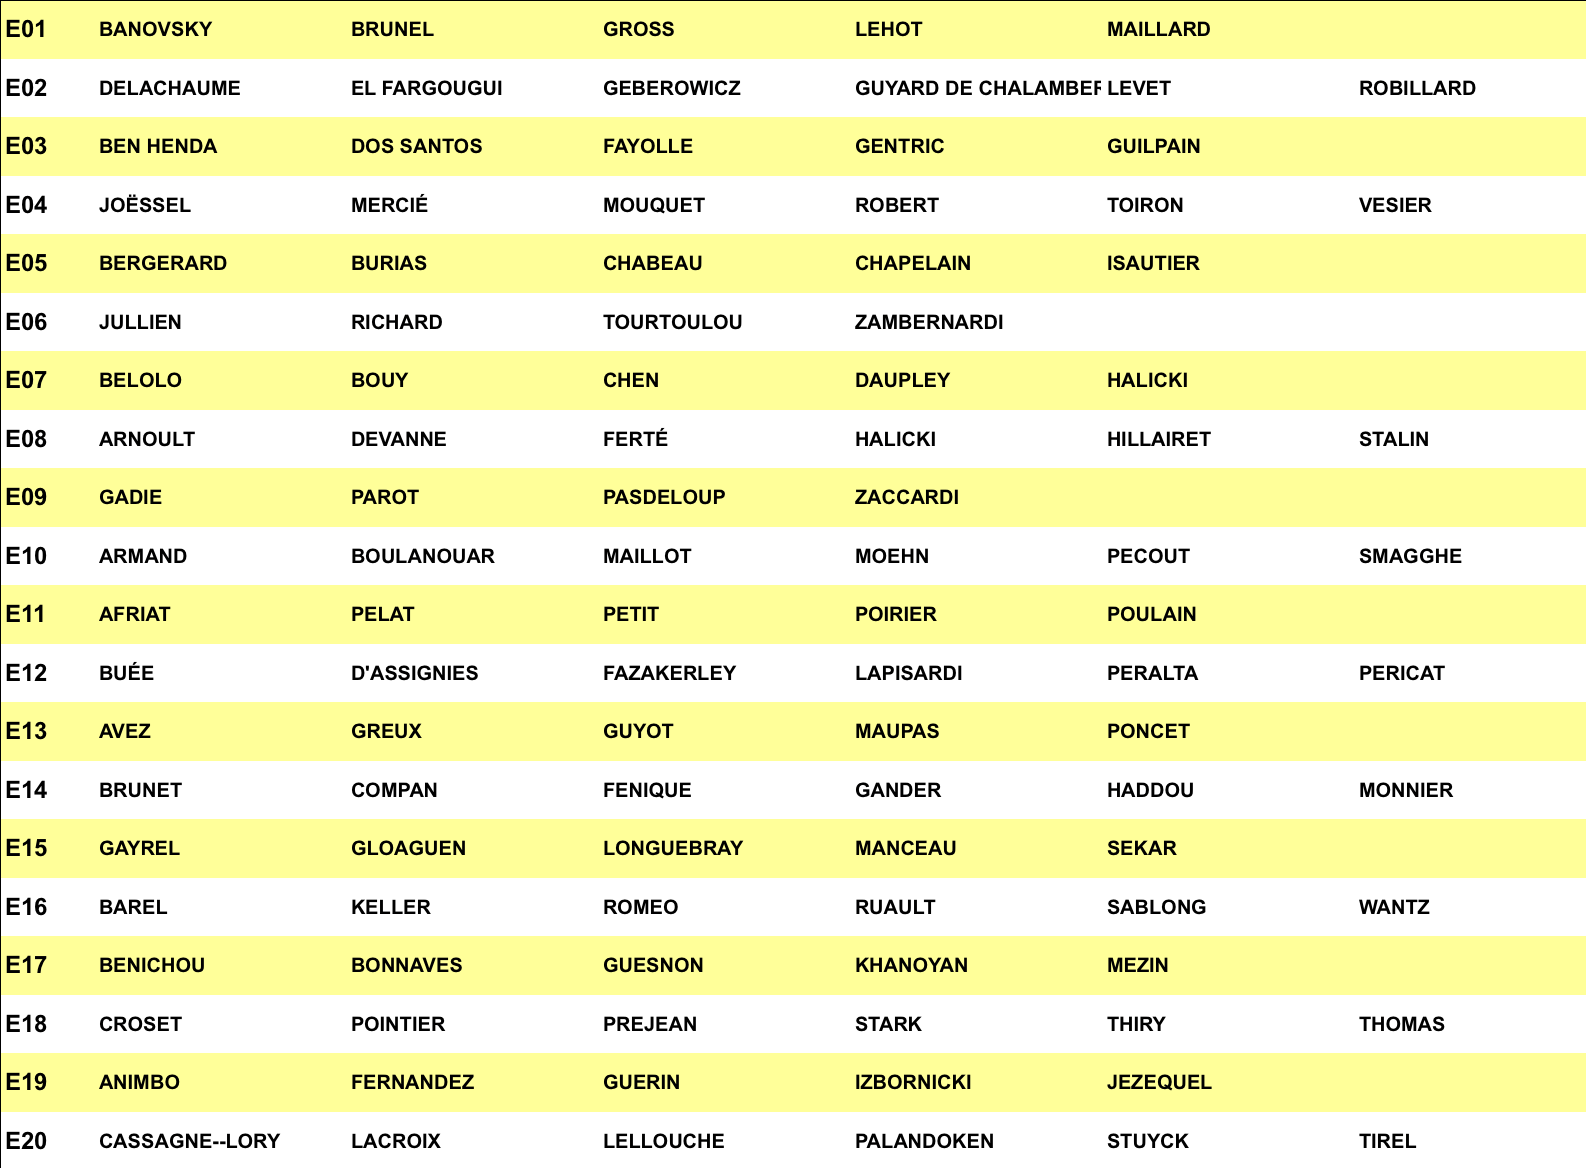 E01 BANOVSKY BRUNEL GROSS LEHOT MAILLARD
E02 DELACHAUME EL FARGOUGUI GEBEROWICZ GUYARD DE CHALAMBER LEVET ROBILLARD
E03 BEN HENDA DOS SANTOS FAYOLLE GENTRIC GUILPAIN
E04 JOËSSEL MERCIÉ MOUQUET ROBERT TOIRON VESIER
E05 BERGERARD BURIAS CHABEAU CHAPELAIN ISAUTIER
E06 JULLIEN RICHARD TOURTOULOU ZAMBERNARDI
E07 BELOLO BOUY CHEN DAUPLEY HALICKI
E08 ARNOULT DEVANNE FERTÉ HALICKI HILLAIRET STALIN
E09 GADIE PAROT PASDELOUP ZACCARDI
E10 ARMAND BOULANOUAR MAILLOT MOEHN PECOUT SMAGGHE
E11 AFRIAT PELAT PETIT POIRIER POULAIN
E12 BUÉE D'ASSIGNIES FAZAKERLEY LAPISARDI PERALTA PERICAT
E13 AVEZ GREUX GUYOT MAUPAS PONCET
E14 BRUNET COMPAN FENIQUE GANDER HADDOU MONNIER
E15 GAYREL GLOAGUEN LONGUEBRAY MANCEAU SEKAR
E16 BAREL KELLER ROMEO RUAULT SABLONG WANTZ
E17 BENICHOU BONNAVES GUESNON KHANOYAN MEZIN
E18 CROSET POINTIER PREJEAN STARK THIRY THOMAS
E19 ANIMBO FERNANDEZ GUERIN IZBORNICKI JEZEQUEL
E20 CASSAGNE--LORY LACROIX LELLOUCHE PALANDOKEN STUYCK TIREL